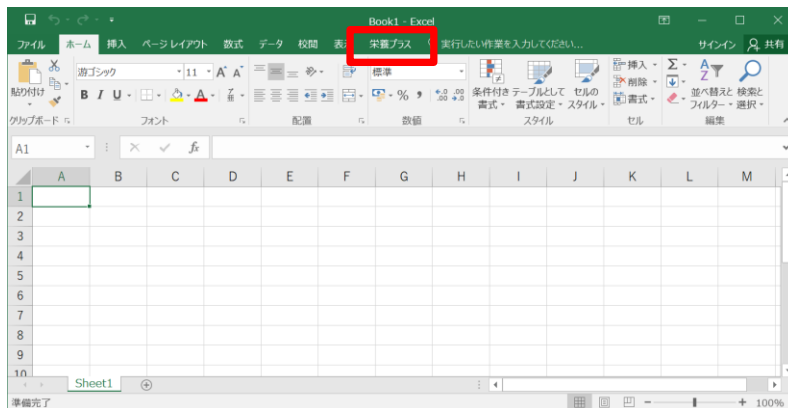 Book1 - Excel
ファイル ホーム 挿入 ページ レイアウト 数式 データ 校閲 表示 栄養プラス 実行したい作業を入力してください... サインイン 共有
游ゴシック 11 A A 標準 挿入 Σ
貼り付け B I U A 亜 % 条件付き書式 テーブルとして書式設定 セルのスタイル 削除 書式 並べ替えとフィルター 検索と選択
クリップボード フォント 配置 数値 スタイル セル 編集
A1 fx
A B C D E F G H I J K L M
1
2
3
4
5
6
7
8
9
10
Sheet1
準備完了 100%